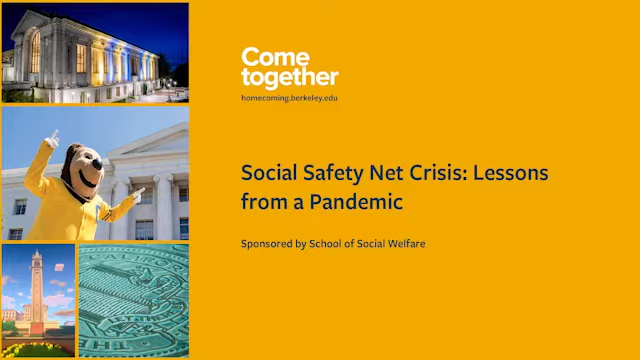 Come
together
homecoming.berkeley.edu
Social Safety Net Crisis: Lessons
from a Pandemic
Sponsored by School of Social Welfare